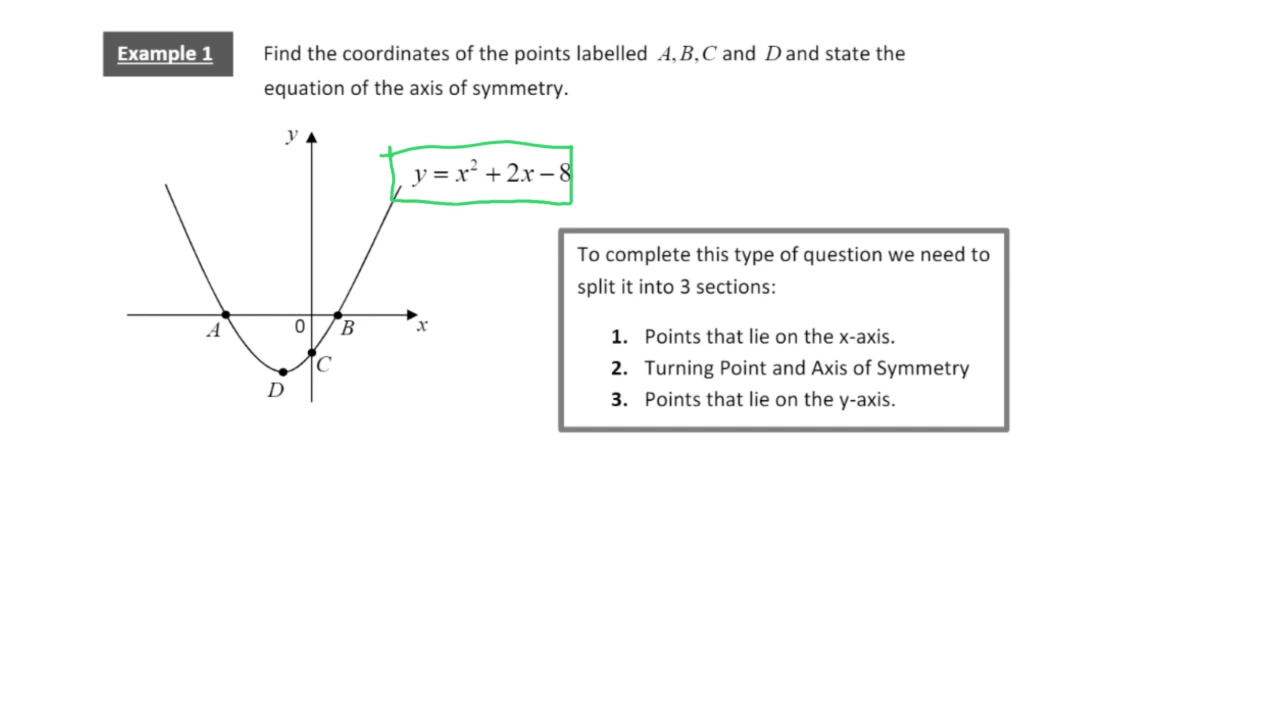 Example 1
Find the coordinates of the points labelled A, B, C and D and state the
equation of the axis of symmetry.
y
y = x² + 2x − 8
To complete this type of question we need to
split it into 3 sections:
1. Points that lie on the x-axis.
2. Turning Point and Axis of Symmetry
3. Points that lie on the y-axis.
A
0
B
x
C
D